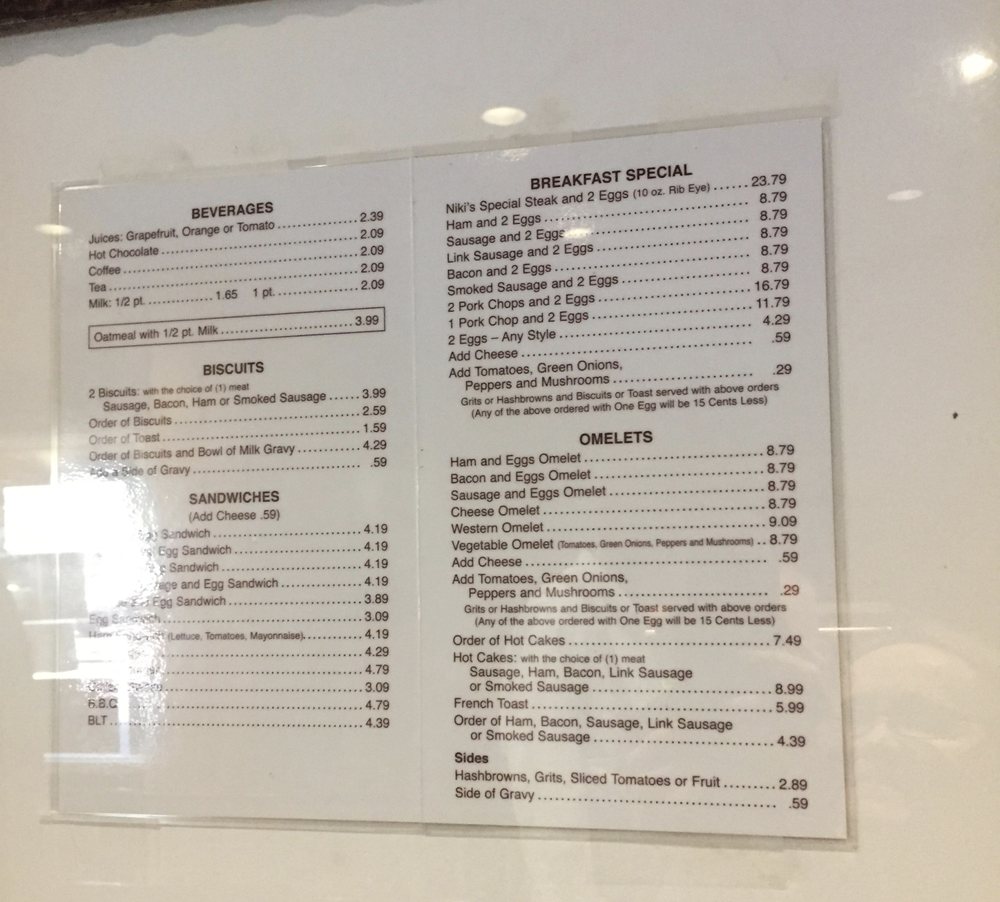 BEVERAGES
Juices: Grapefruit, Orange or Tomato 2.39
Hot Chocolate 2.09
Coffee 2.09
Tea 2.09
Milk: 1/2 pt. 1.65 1 pt. 2.09
Oatmeal with 1/2 pt. Milk 3.99
BISCUITS
2 Biscuits: with the choice of (1) meat
Sausage, Bacon, Ham or Smoked Sausage 3.99
Order of Biscuits 2.59
Order of Toast 1.59
Order of Biscuits and Bowl of Milk Gravy 4.29
Add a Side of Gravy .59
SANDWICHES
(Add Cheese .59)
Sandwich 4.19
Egg Sandwich 4.19
Sandwich 4.19
and Egg Sandwich 4.19
Egg Sandwich 3.89
Egg Sandwich 3.09
Ham Sandwich (Lettuce, Tomatoes, Mayonnaise) 4.19
4.29
4.79
3.09
4.79
BLT 4.39
BREAKFAST SPECIAL
Niki's Special Steak and 2 Eggs (10 oz. Rib Eye) 23.79
Ham and 2 Eggs 8.79
Sausage and 2 Eggs 8.79
Link Sausage and 2 Eggs 8.79
Bacon and 2 Eggs 8.79
Smoked Sausage and 2 Eggs 8.79
2 Pork Chops and 2 Eggs 16.79
1 Pork Chop and 2 Eggs 11.79
2 Eggs – Any Style 4.29
Add Cheese .59
Add Tomatoes, Green Onions,
Peppers and Mushrooms .29
Grits or Hashbrowns and Biscuits or Toast served with above orders
(Any of the above ordered with One Egg will be 15 Cents Less)
OMELETS
Ham and Eggs Omelet 8.79
Bacon and Eggs Omelet 8.79
Sausage and Eggs Omelet 8.79
Cheese Omelet 8.79
Western Omelet 9.09
Vegetable Omelet (Tomatoes, Green Onions, Peppers and Mushrooms) 8.79
Add Cheese .59
Add Tomatoes, Green Onions,
Peppers and Mushrooms .29
Grits or Hashbrowns and Biscuits or Toast served with above orders
(Any of the above ordered with One Egg will be 15 Cents Less)
Order of Hot Cakes 7.49
Hot Cakes: with the choice of (1) meat
Sausage, Ham, Bacon, Link Sausage
or Smoked Sausage 8.99
French Toast 5.99
Order of Ham, Bacon, Sausage, Link Sausage
or Smoked Sausage 4.39
Sides
Hashbrowns, Grits, Sliced Tomatoes or Fruit 2.89
Side of Gravy .59